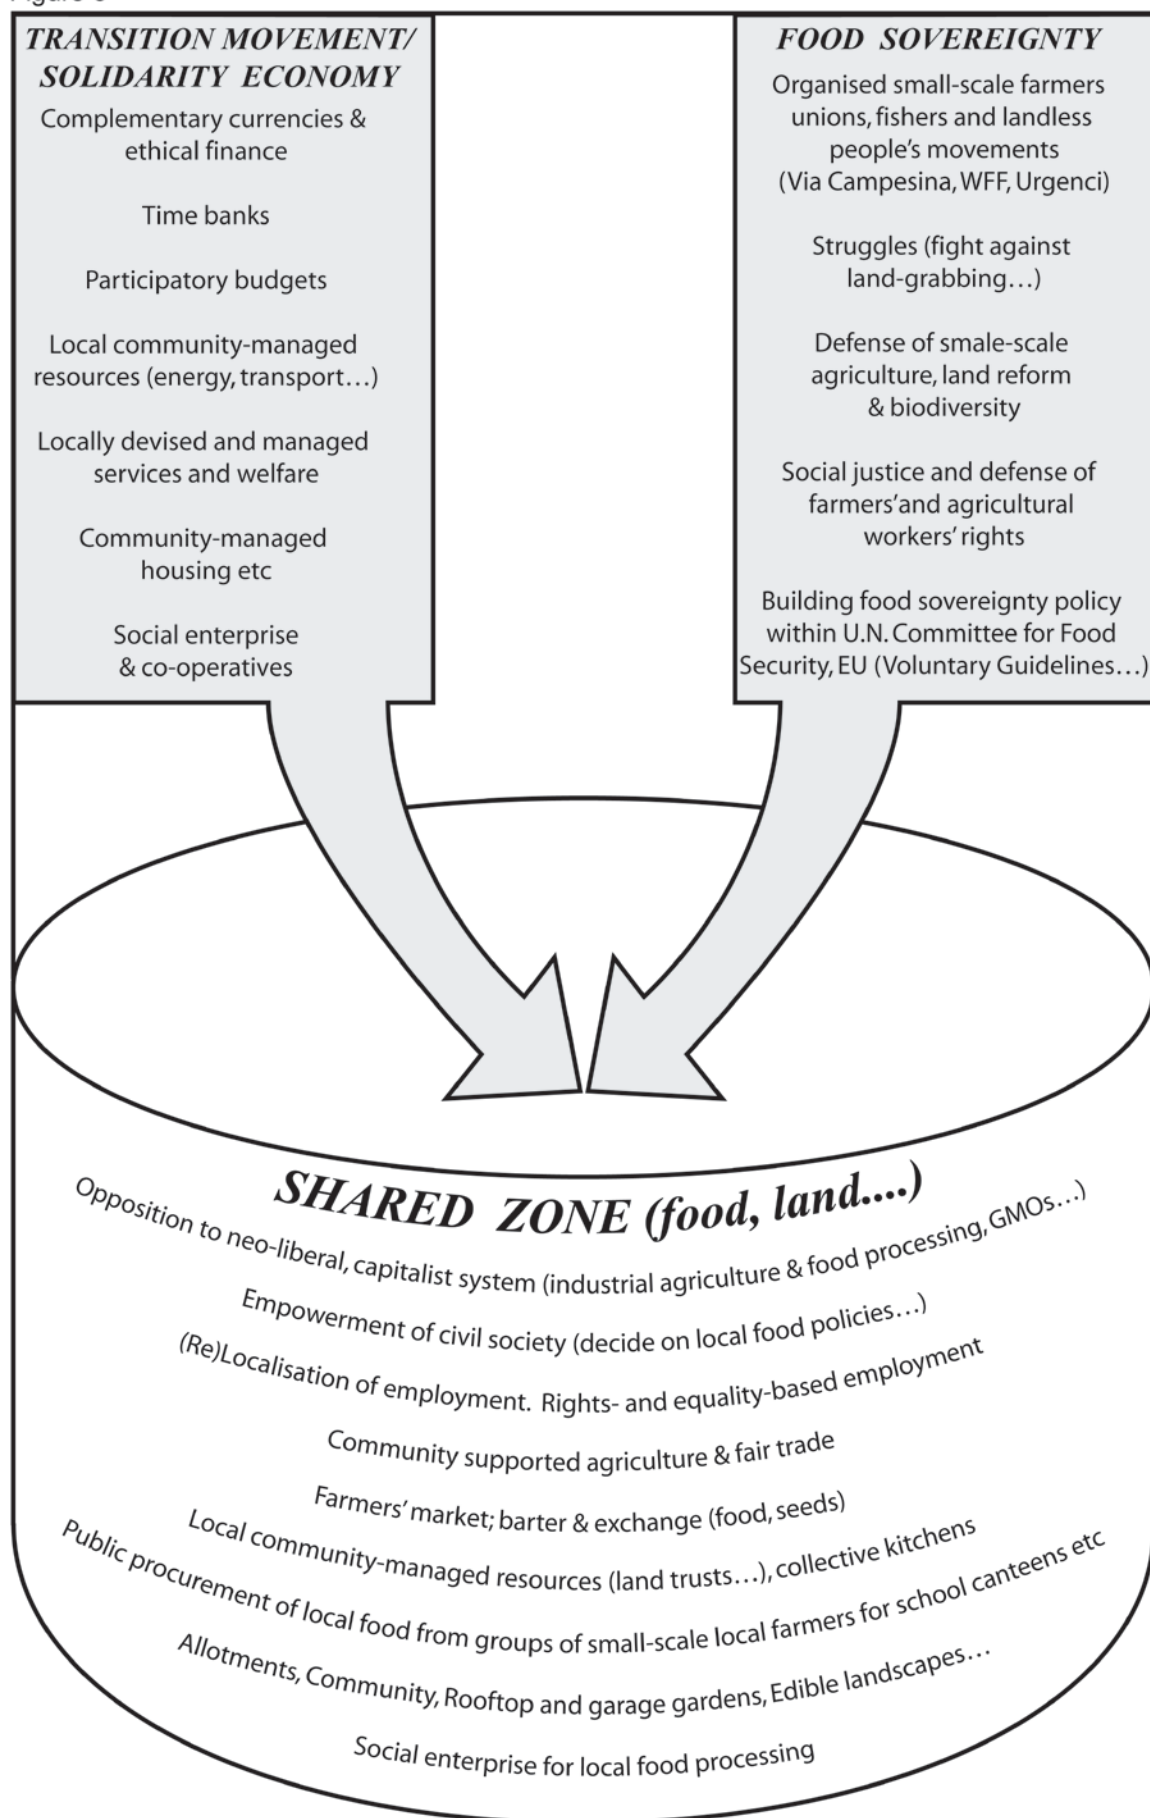 TRANSITION MOVEMENT/
SOLIDARITY ECONOMY
Complementary currencies &
ethical finance
Time banks
Participatory budgets
Local community-managed
resources (energy, transport…)
Locally devised and managed
services and welfare
Community-managed
housing etc
Social enterprise
& co-operatives
FOOD SOVEREIGNTY
Organised small-scale farmers
unions, fishers and landless
people's movements
(Via Campesina, WFF, Urgenci)
Struggles (fight against
land-grabbing…)
Defense of smale-scale
agriculture, land reform
& biodiversity
Social justice and defense of
farmers'and agricultural
workers' rights
Building food sovereignty policy
within U.N. Committee for Food
Security, EU (Voluntary Guidelines…)
SHARED ZONE (food, land....)
Opposition to neo-liberal, capitalist system (industrial agriculture & food processing, GMOs…)
Empowerment of civil society (decide on local food policies…)
(Re)Localisation of employment. Rights- and equality-based employment
Community supported agriculture & fair trade
Farmers' market; barter & exchange (food, seeds)
Local community-managed resources (land trusts…), collective kitchens
Public procurement of local food from groups of small-scale local farmers for school canteens etc
Allotments, Community, Rooftop and garage gardens, Edible landscapes…
Social enterprise for local food processing